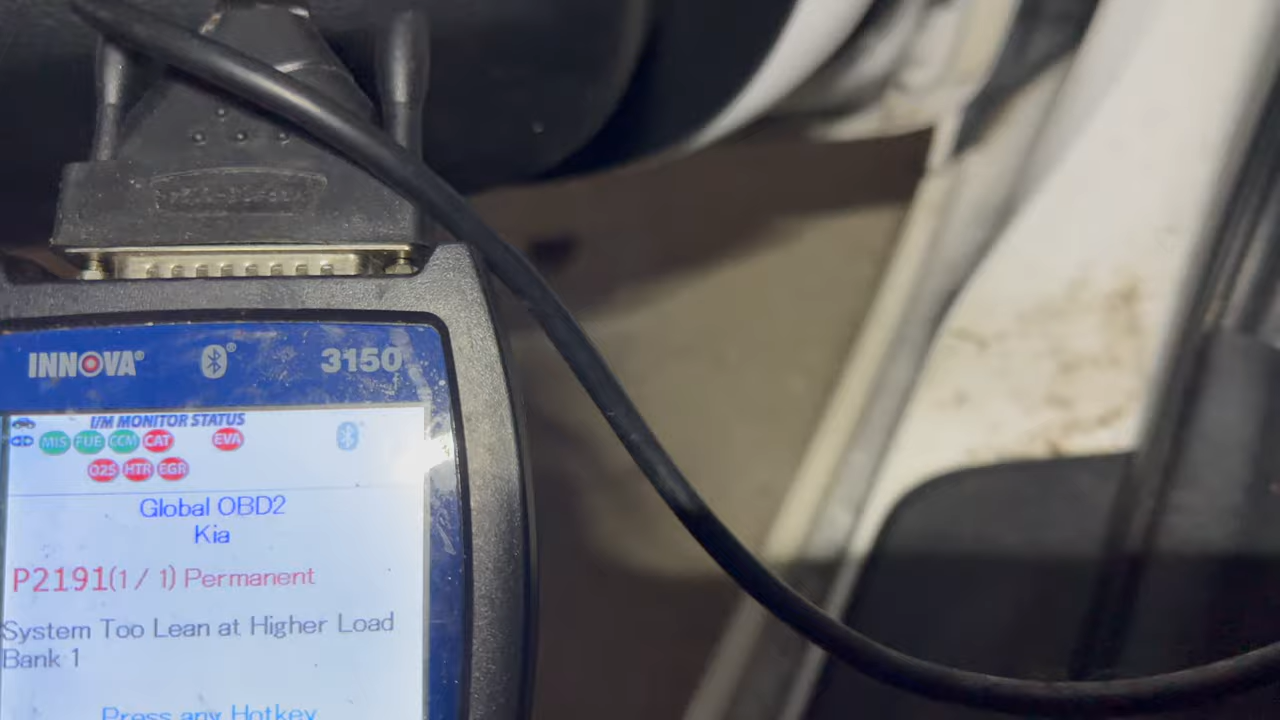 INNOVA® ® 3150
I/M MONITOR STATUS
MIS FUE CCM CAT EVA
O2S HTR EGR
Global OBD2
Kia
P2191(1 / 1) Permanent
System Too Lean at Higher Load
Bank 1
Press any Hotkey